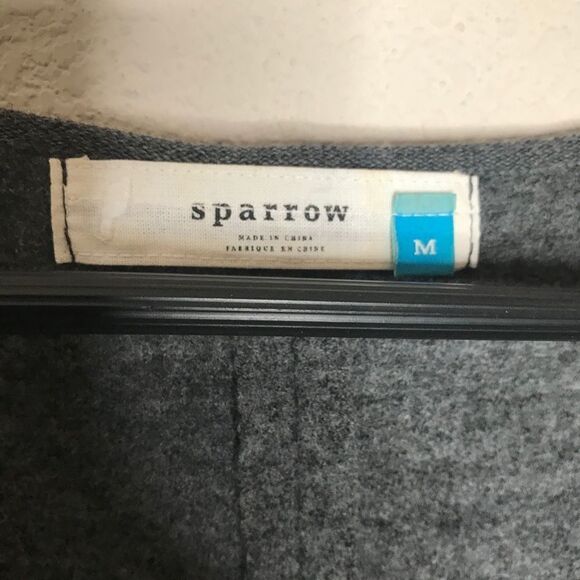 sparrow
MADE IN CHINA
FABRIQUE EN CHINE
M